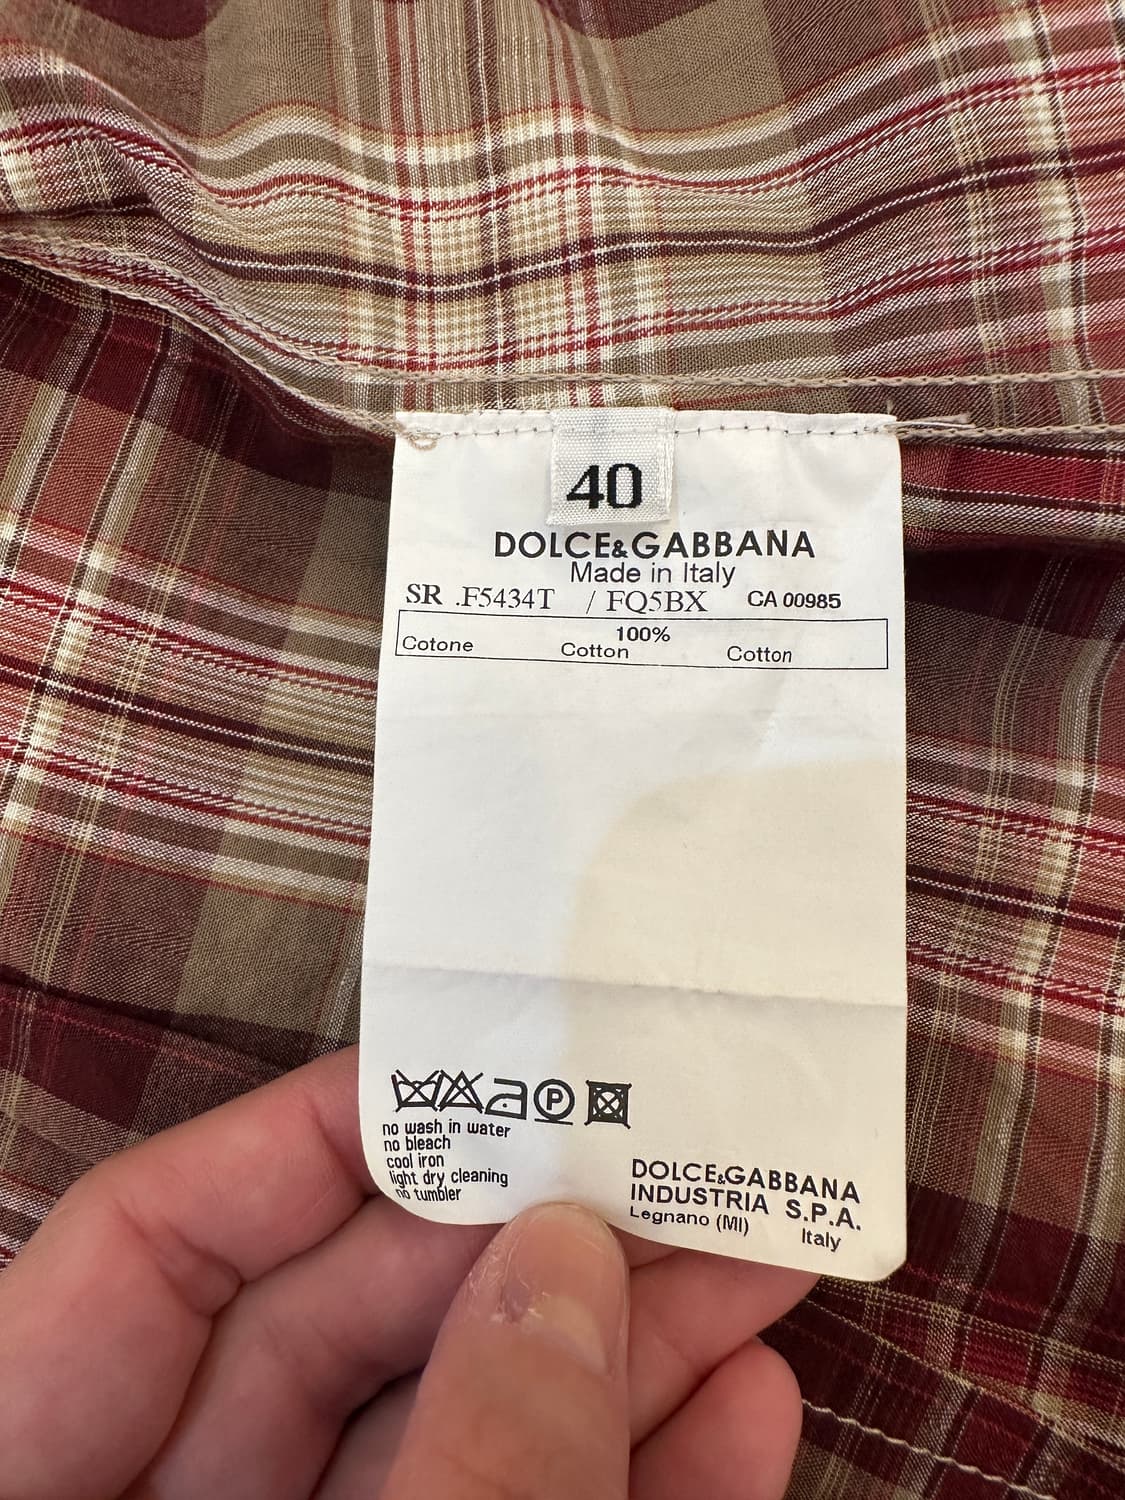 40
DOLCE&GABBANA
Made in Italy
SR .F5434T / FQ5BX CA 00985
100%
Cotone Cotton Cotton
P
no wash in water
no bleach
cool iron
light dry cleaning
no tumbler
DOLCE&GABBANA
INDUSTRIA S.P.A.
Legnano (MI)
Italy